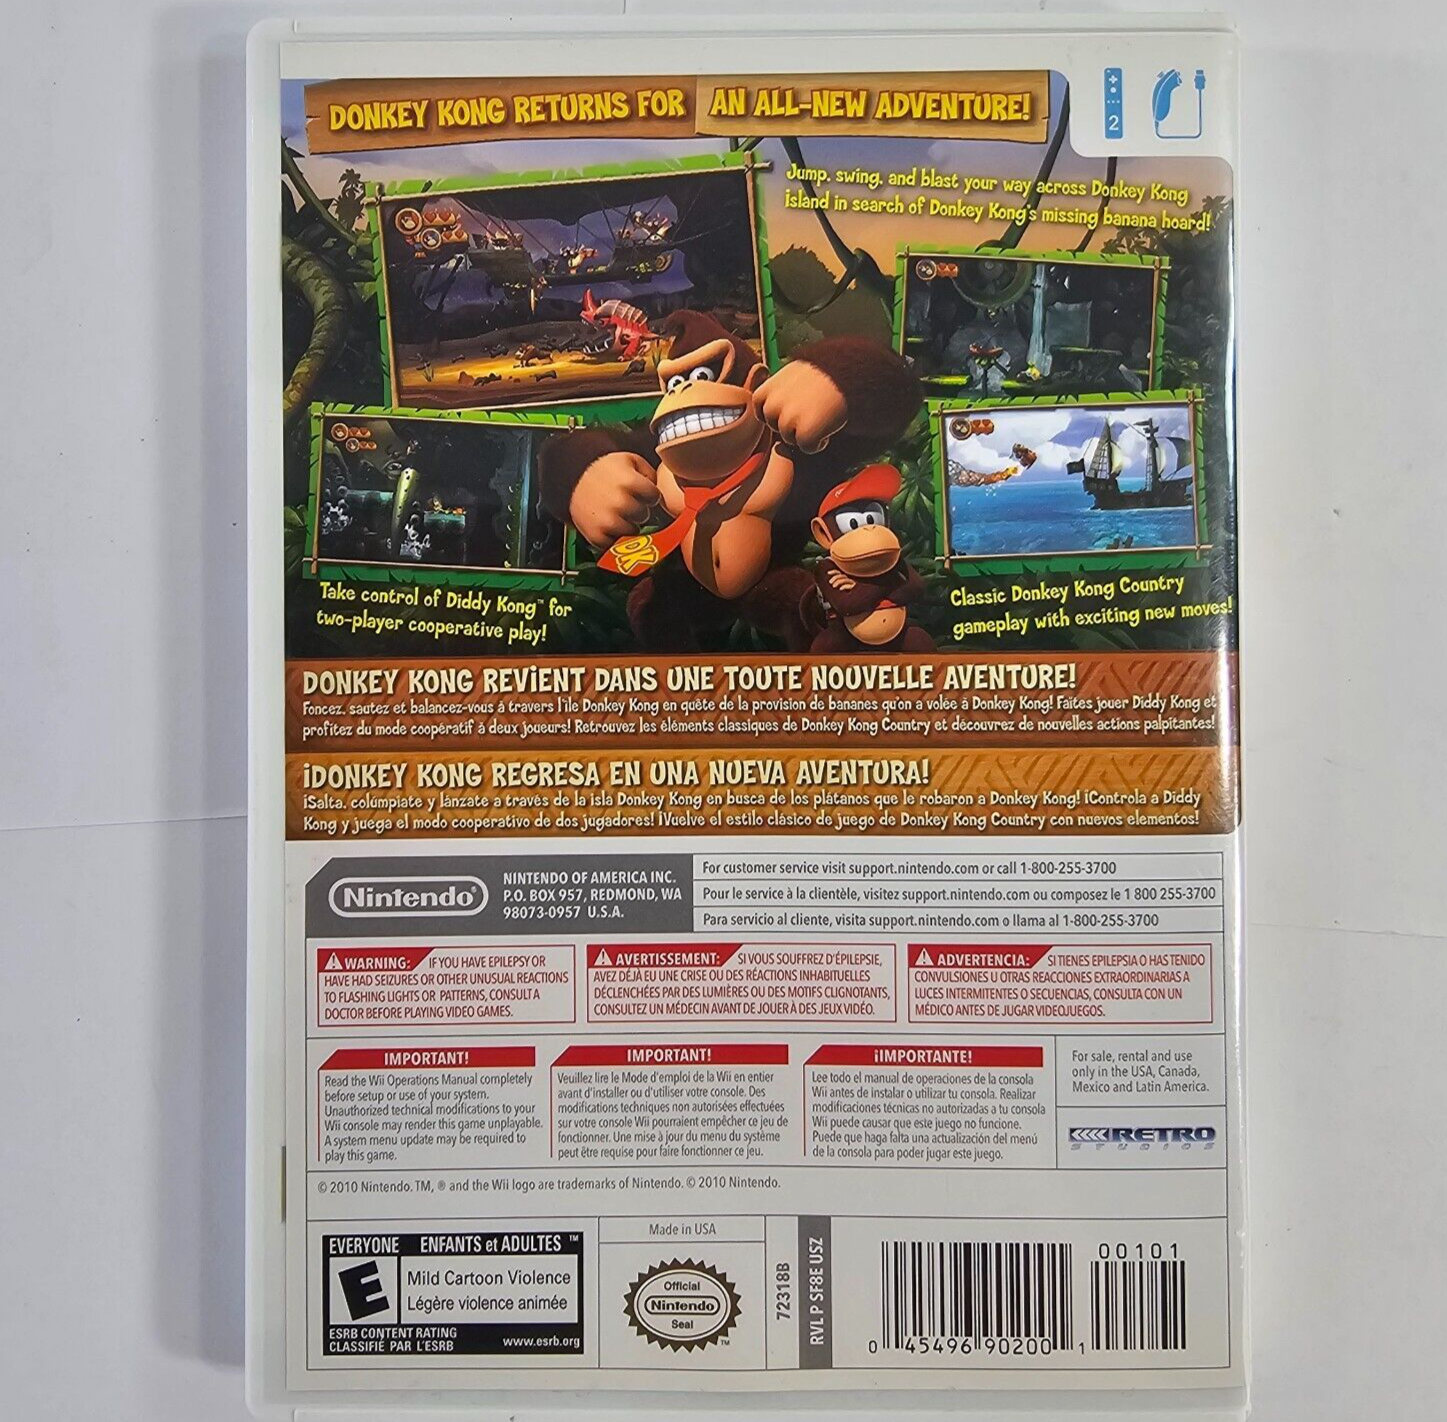 DONKEY KONG RETURNS FOR AN ALL-NEW ADVENTURE!
2
Jump, swing, and blast your way across Donkey Kong
island in search of Donkey Kong's missing banana hoard!
DK
Take control of Diddy Kong™ for
two-player cooperative play!
Classic Donkey Kong Country
gameplay with exciting new moves!
DONKEY KONG REViENT DANS UNE TOUTE NOUVELLE AVENTURE!
Foncez, sautez et balancez-vous à travers l'île Donkey Kong en quête de la provision de bananes qu'on a volée à Donkey Kong! Faites jouer Diddy Kong et
profitez du mode coopératif à deux joueurs! Retrouvez les éléments classiques de Donkey Kong Country et découvrez de nouvelles actions palpitantes!
¡DONKEY KONG REGRESA EN UNA NUEVA AVENTURA!
¡Salta, colúmpiate y lánzate a través de la isla Donkey Kong en busca de los plátanos que le robaron a Donkey Kong! ¡Controla a Diddy
Kong y juega el modo cooperativo de dos jugadores! ¡Vuelve el estilo clásico de juego de Donkey Kong Country con nuevos elementos!
Nintendo®
NINTENDO OF AMERICA INC.
P.O. BOX 957, REDMOND, WA
98073-0957 U.S.A.
For customer service visit support.nintendo.com or call 1-800-255-3700
Pour le service à la clientèle, visitez support.nintendo.com ou composez le 1 800 255-3700
Para servicio al cliente, visita support.nintendo.com o llama al 1-800-255-3700
WARNING: IF YOU HAVE EPILEPSY OR
HAVE HAD SEIZURES OR OTHER UNUSUAL REACTIONS
TO FLASHING LIGHTS OR PATTERNS, CONSULT A
DOCTOR BEFORE PLAYING VIDEO GAMES.
AVERTISSEMENT: SI VOUS SOUFFREZ D'ÉPILEPSIE,
AVEZ DÉJÀ EU UNE CRISE OU DES RÉACTIONS INHABITUELLES
DÉCLENCHÉES PAR DES LUMIÈRES OU DES MOTIFS CLIGNOTANTS,
CONSULTEZ UN MÉDECIN AVANT DE JOUER À DES JEUX VIDÉO.
ADVERTENCIA: SI TIENES EPILEPSIA O HAS TENIDO
CONVULSIONES U OTRAS REACCIONES EXTRAORDINARIAS A
LUCES INTERMITENTES O SECUENCIAS, CONSULTA CON UN
MÉDICO ANTES DE JUGAR VIDEOJUEGOS.
IMPORTANT!
Read the Wii Operations Manual completely
before setup or use of your system.
Unauthorized technical modifications to your
Wii console may render this game unplayable.
A system menu update may be required to
play this game.
IMPORTANT!
Veuillez lire le Mode d'emploi de la Wii en entier
avant d'installer ou d'utiliser votre console. Des
modifications techniques non autorisées effectuées
sur votre console Wii pourraient empêcher ce jeu de
fonctionner. Une mise à jour du menu du système
peut être requise pour faire fonctionner ce jeu.
¡IMPORTANTE!
Lee todo el manual de operaciones de la consola
Wii antes de instalar o utilizar tu consola. Realizar
modificaciones técnicas no autorizadas a tu consola
Wii puede causar que este juego no funcione.
Puede que haga falta una actualización del menú
de la consola para poder jugar este juego.
For sale, rental and use
only in the USA, Canada,
Mexico and Latin America.
RETRO
STUDIOS
© 2010 Nintendo. TM, ® and the Wii logo are trademarks of Nintendo. © 2010 Nintendo.
EVERYONE ENFANTS et ADULTES ™
E
Mild Cartoon Violence
Légère violence animée
ESRB CONTENT RATING
CLASSIFIÉ PAR L'ESRB
www.esrb.org
Made in USA
Official
Nintendo
Seal
™
72318B
RVL P SF8E USZ
00101
0 45496 90200 1